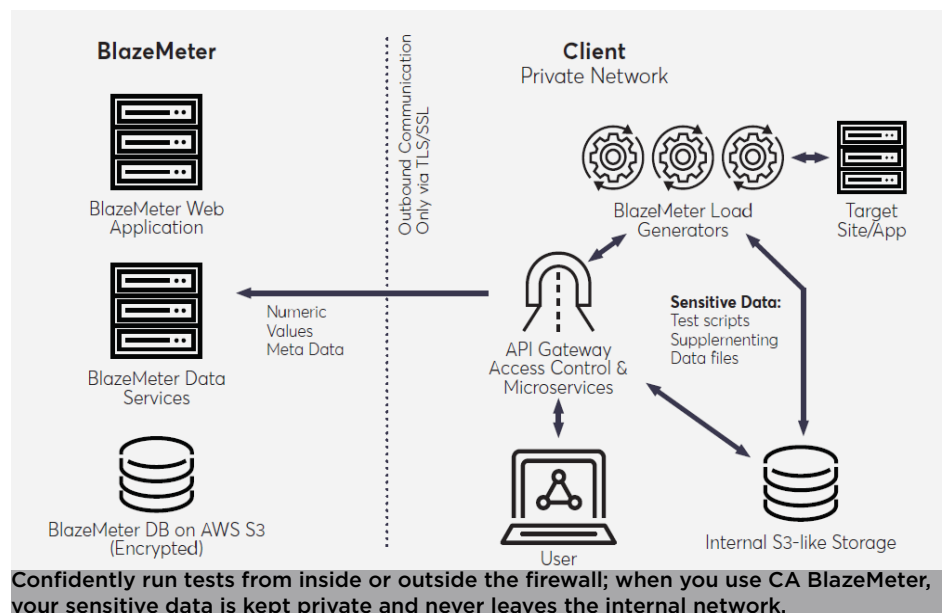 BlazeMeter
BlazeMeter Web
Application
BlazeMeter Data
Services
BlazeMeter DB on AWS S3
(Encrypted)
Outbound Communication
Only via TLS/SSL
Numeric
Values
Meta Data
Client
Private Network
BlazeMeter Load
Generators
Target
Site/App
API Gateway
Access Control &
Microservices
Sensitive Data:
Test scripts
Supplernenting
Data files
User
Internal S3-like Storage
Confidently run tests from inside or outside the firewall; when you use CA BlazeMeter,
your sensitive data is kept private and never leaves the internal network.